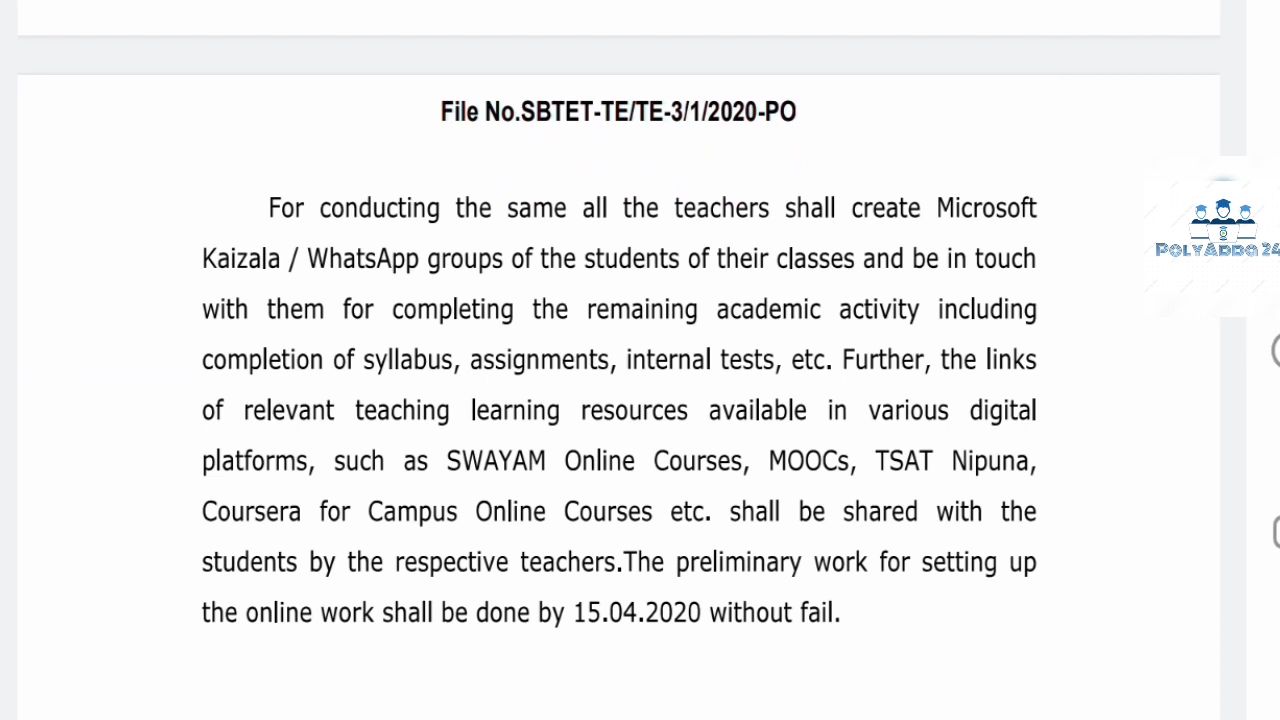 File No.SBTET-TE/TE-3/1/2020-PO
For conducting the same all the teachers shall create Microsoft
Kaizala / WhatsApp groups of the students of their classes and be in touch
with them for completing the remaining academic activity including
completion of syllabus, assignments, internal tests, etc. Further, the links
of relevant teaching learning resources available in various digital
platforms, such as SWAYAM Online Courses, MOOCs, TSAT Nipuna,
Coursera for Campus Online Courses etc. shall be shared with the
students by the respective teachers.The preliminary work for setting up
the online work shall be done by 15.04.2020 without fail.
POLYADDA 24